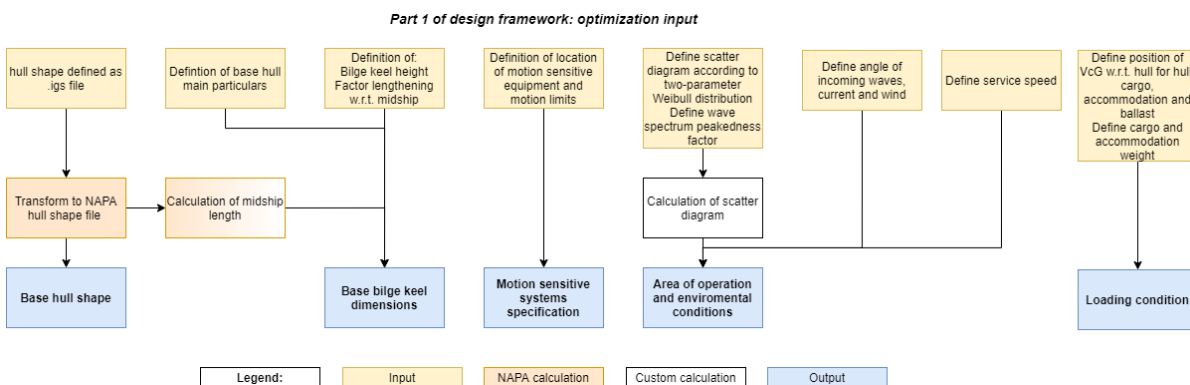 Part 1 of design framework: optimization input
hull shape defined as
.igs file
Defintion of base hull
main particulars
Definition of:
Bilge keel height
Factor lengthening
w.r.t. midship
Definition of location
of motion sensitive
equipment and
motion limits
Define scatter
diagram according to
two-parameter
Weibull distribution
Define wave
spectrum peakedness
factor
Define angle of
incoming waves,
current and wind
Define service speed
Define position of
VcG w.r.t. hull for hull,
cargo,
accommodation and
ballast
Define cargo and
accommodation
weight
Transform to NAPA
hull shape file
Calculation of midship
length
Calculation of scatter
diagram
Base hull shape
Base bilge keel
dimensions
Motion sensitive
systems
specification
Area of operation
and enviromental
conditions
Loading condition
Legend:
Input
NAPA calculation
Custom calculation
Output